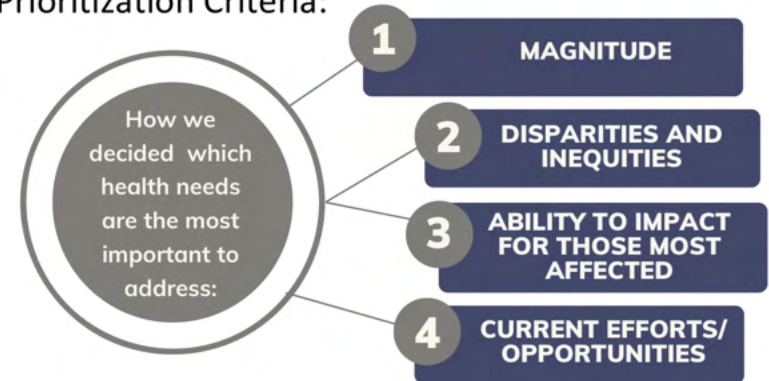 Prioritization Criteria:
How we
decided which
health needs
are the most
important to
address:
1
MAGNITUDE
2
DISPARITIES AND
INEQUITIES
3
ABILITY TO IMPACT
FOR THOSE MOST
AFFECTED
4
CURRENT EFFORTS/
OPPORTUNITIES